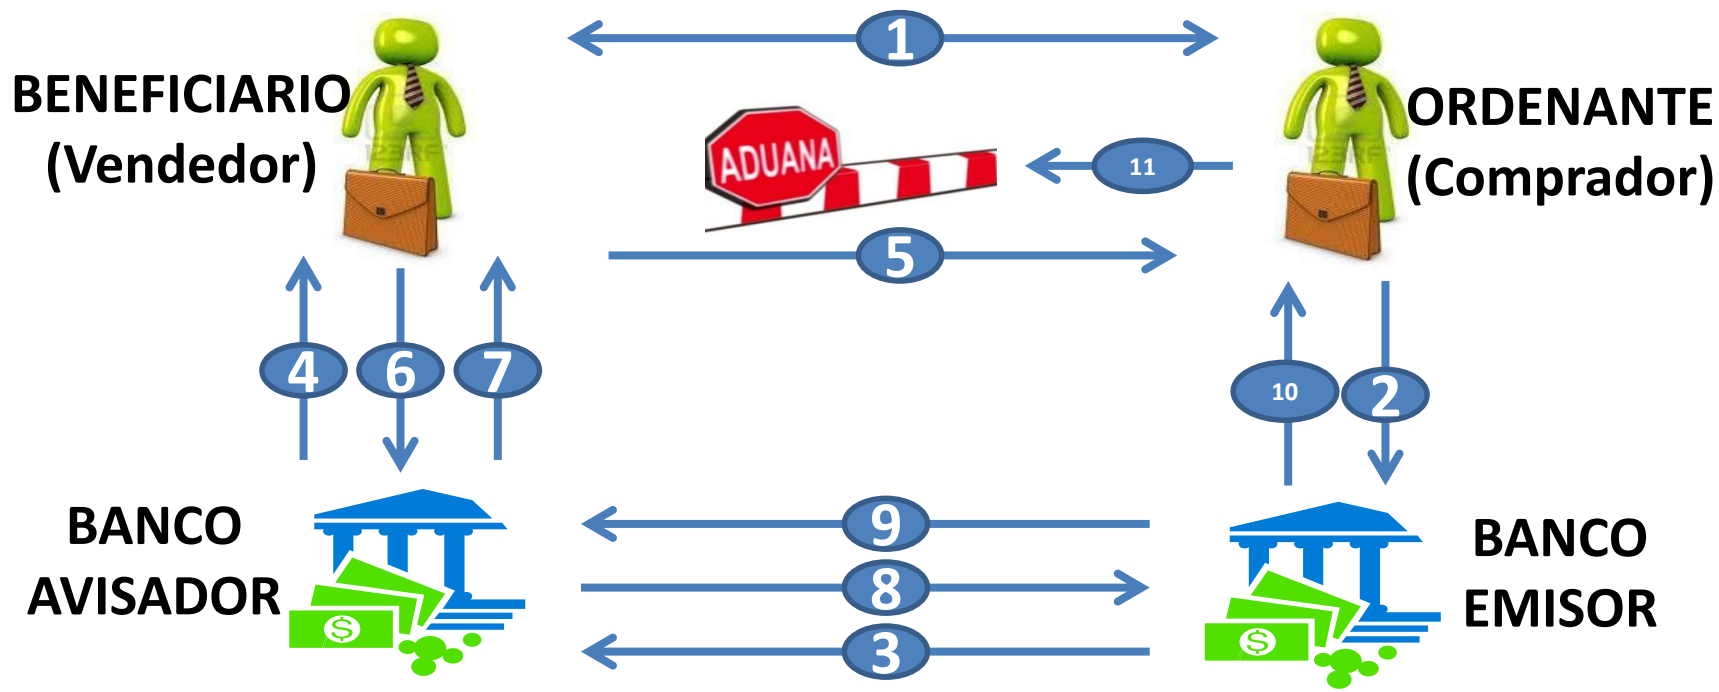 1
BENEFICIARIO
(Vendedor)
ORDENANTE
(Comprador)
ADUANA
11
5
4
6
7
10
2
BANCO
AVISADOR
9
8
3
BANCO
EMISOR
$
$